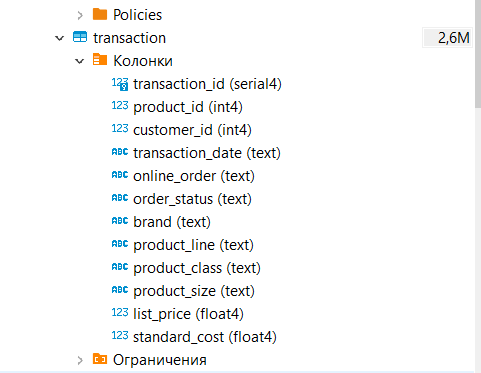 Policies
transaction 2,6M
Колонки
123 transaction_id (serial4)
123 product_id (int4)
123 customer_id (int4)
ABC transaction_date (text)
ABC online_order (text)
ABC order_status (text)
ABC brand (text)
ABC product_line (text)
ABC product_class (text)
ABC product_size (text)
123 list_price (float4)
123 standard_cost (float4)
Ограничения